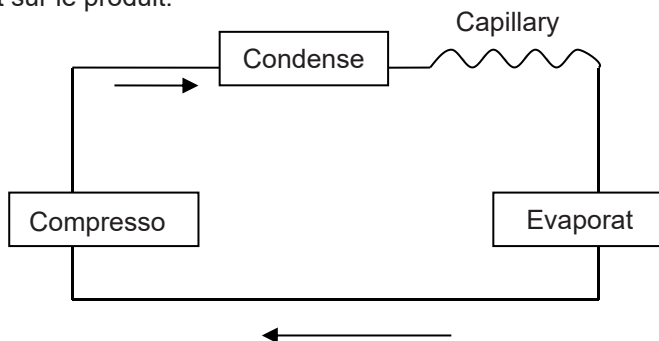 sur le produit.
Capillary
Condense
Compresso
Evaporat